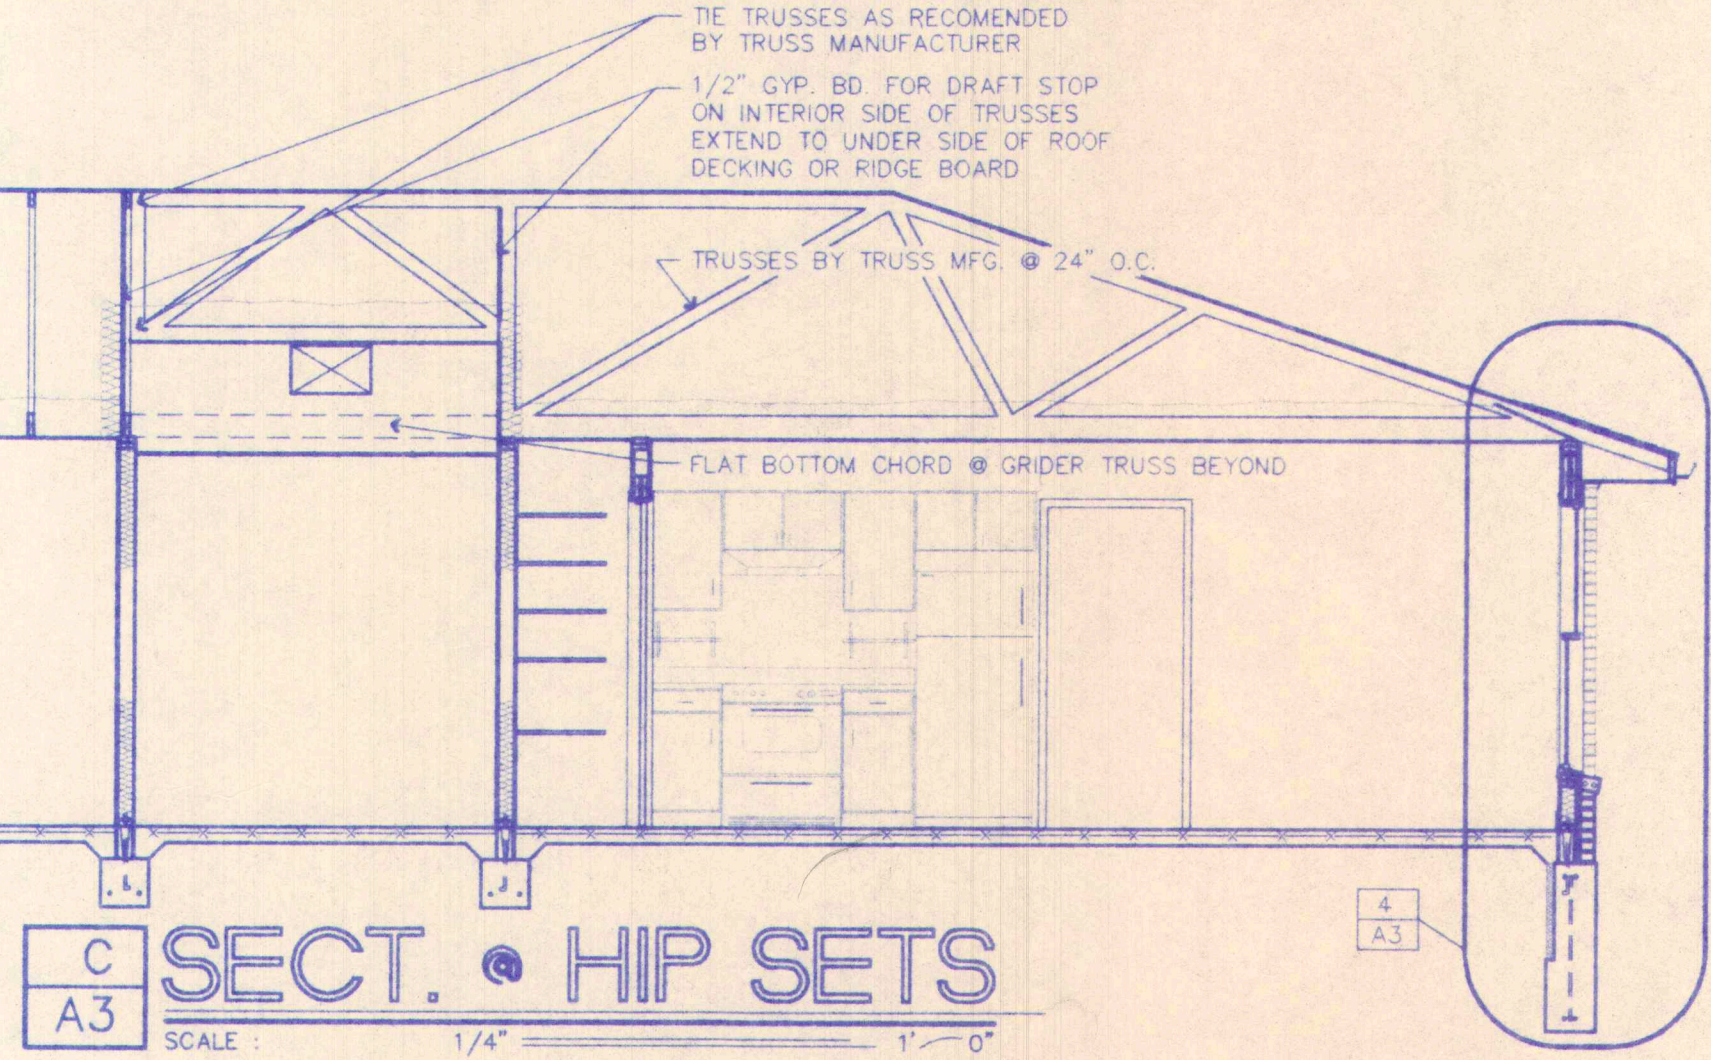 TIE TRUSSES AS RECOMENDED
BY TRUSS MANUFACTURER
1/2" GYP. BD. FOR DRAFT STOP
ON INTERIOR SIDE OF TRUSSES
EXTEND TO UNDER SIDE OF ROOF
DECKING OR RIDGE BOARD
TRUSSES BY TRUSS MFG. @ 24" O.C.
FLAT BOTTOM CHORD @ GRIDER TRUSS BEYOND
4
A3
C
A3
SECT. @ HIP SETS
SCALE : 1/4" 1'-0"